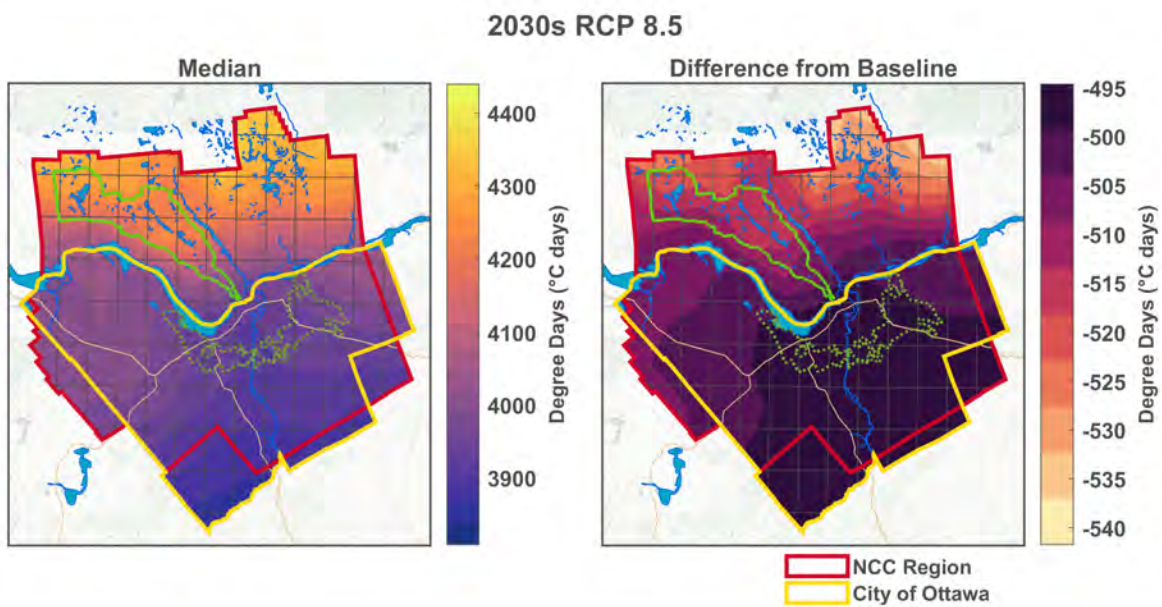 2030s RCP 8.5
Median
4400
4300
4200
4100
4000
3900
Degree Days (°C days)
Difference from Baseline
-495
-500
-505
-510
-515
-520
-525
-530
-535
-540
Degree Days (°C days)
NCC Region
City of Ottawa